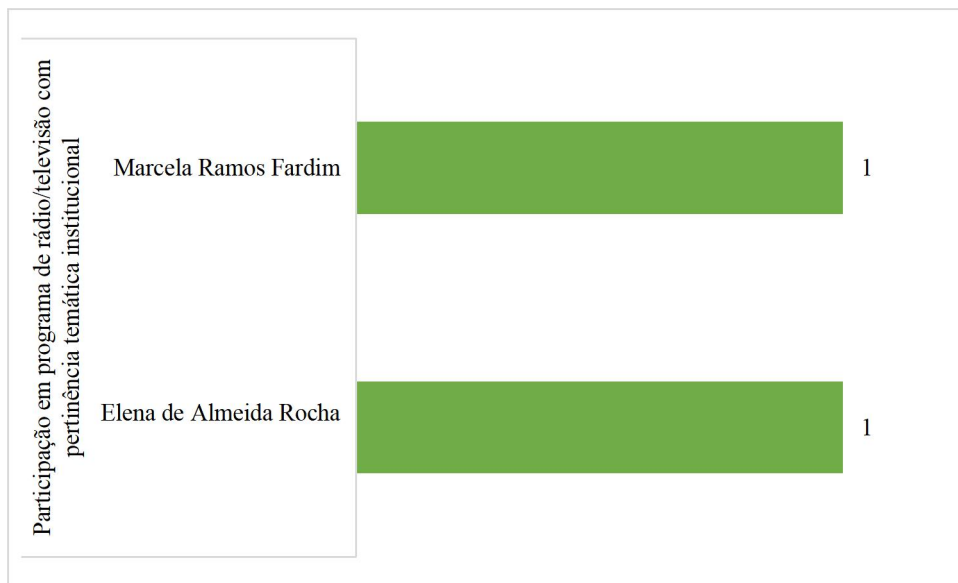 Participação em programa de rádio/televisão com
pertinência temática institucional
Marcela Ramos Fardim
1
Elena de Almeida Rocha
1